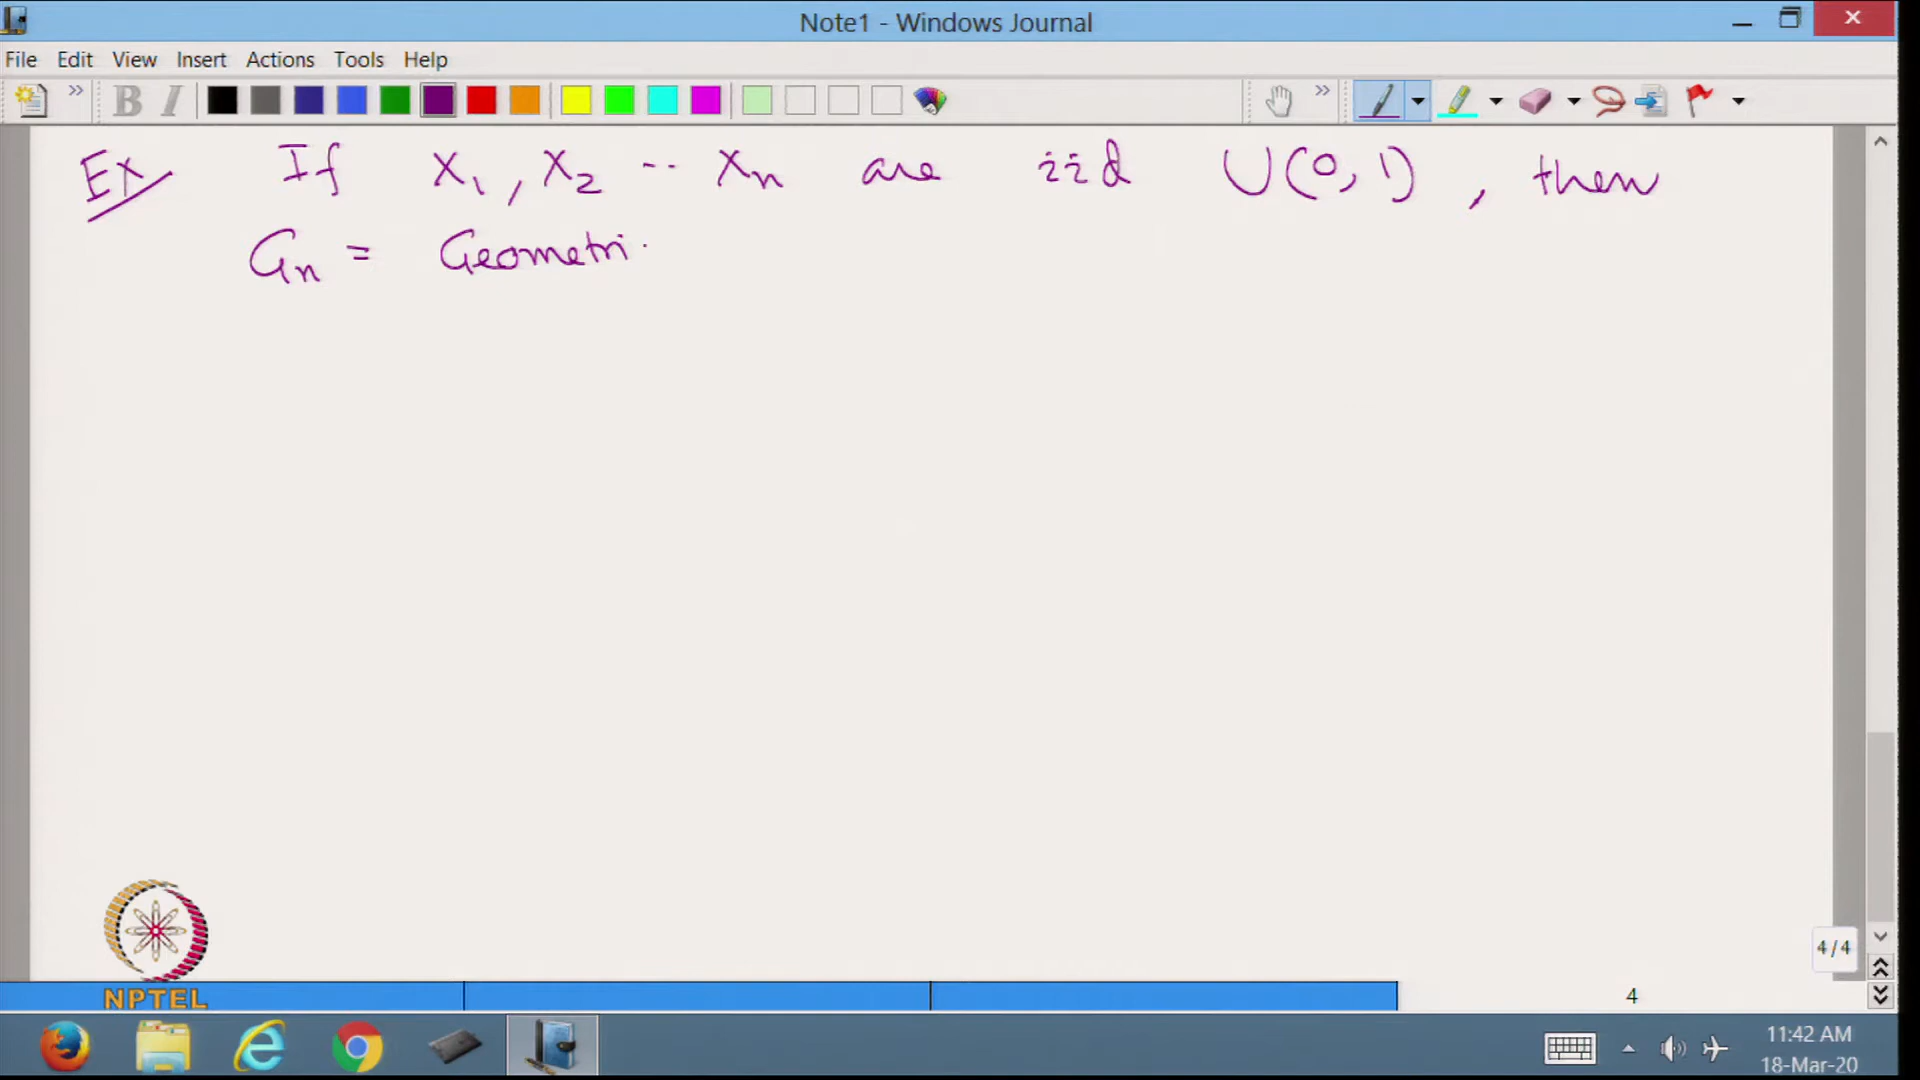 Note1 - Windows Journal
File Edit View Insert Actions Tools Help
B I
Ex If X1, X2 -- Xn are iid U(0,1), then
Gn = Geometri
4/4
NPTEL
4
11:42 AM
18-Mar-20